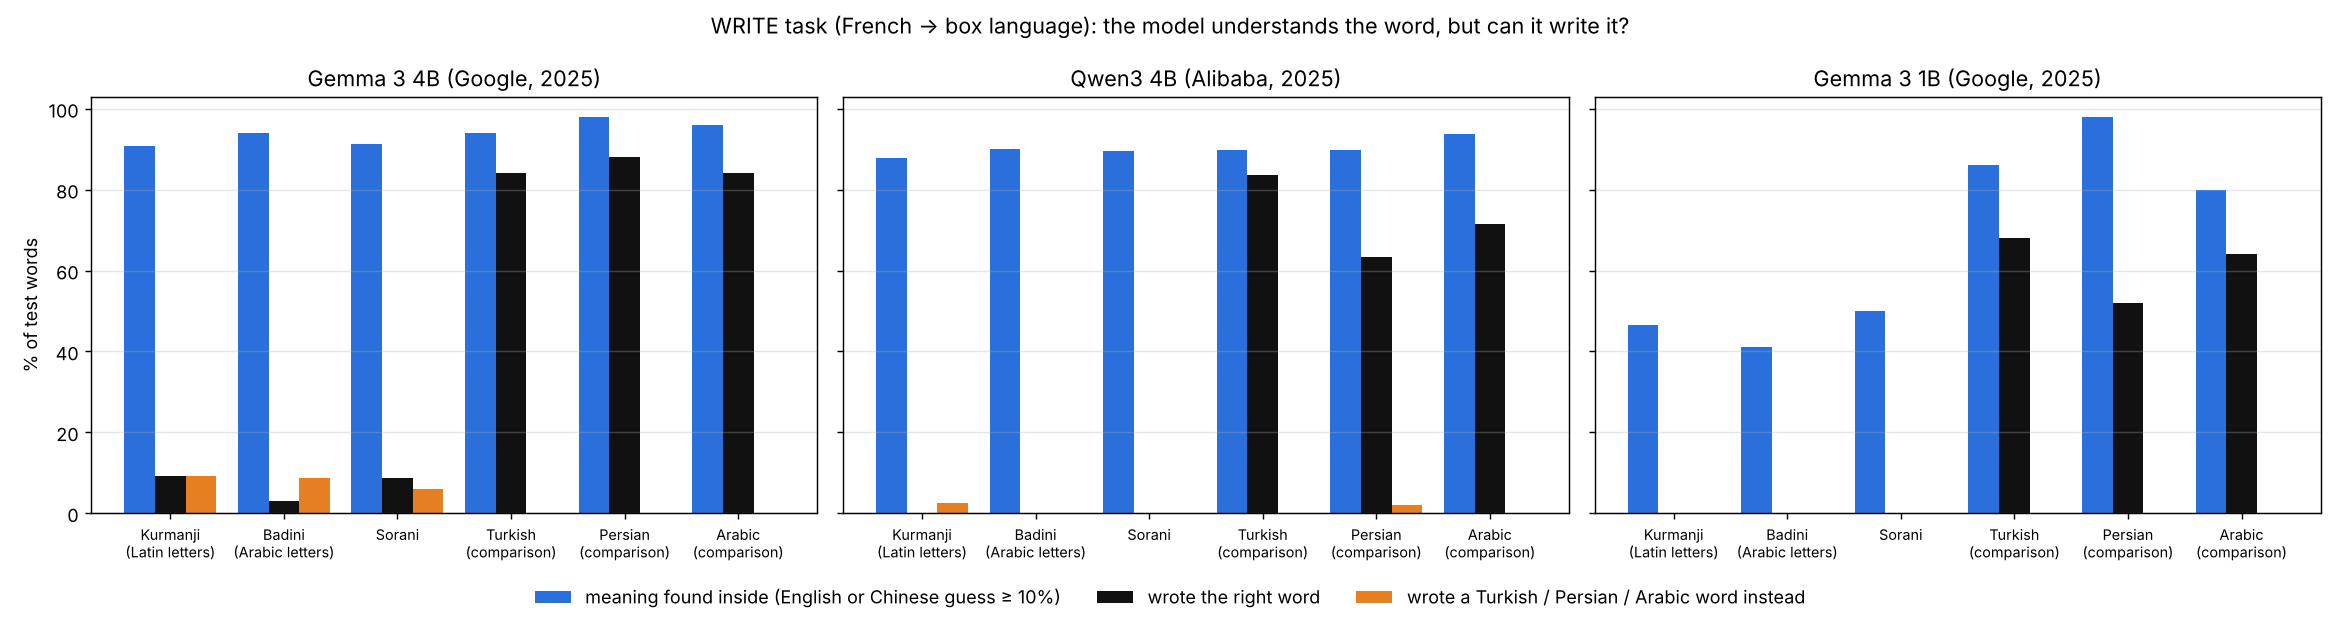 WRITE task (French → box language): the model understands the word, but can it write it?
Gemma 3 4B (Google, 2025)
Qwen3 4B (Alibaba, 2025)
Gemma 3 1B (Google, 2025)
% of test words
100
80
60
40
20
0
Kurmanji
(Latin letters)
Badini
(Arabic letters)
Sorani
Turkish
(comparison)
Persian
(comparison)
Arabic
(comparison)
Kurmanji
(Latin letters)
Badini
(Arabic letters)
Sorani
Turkish
(comparison)
Persian
(comparison)
Arabic
(comparison)
Kurmanji
(Latin letters)
Badini
(Arabic letters)
Sorani
Turkish
(comparison)
Persian
(comparison)
Arabic
(comparison)
meaning found inside (English or Chinese guess ≥ 10%)
wrote the right word
wrote a Turkish / Persian / Arabic word instead